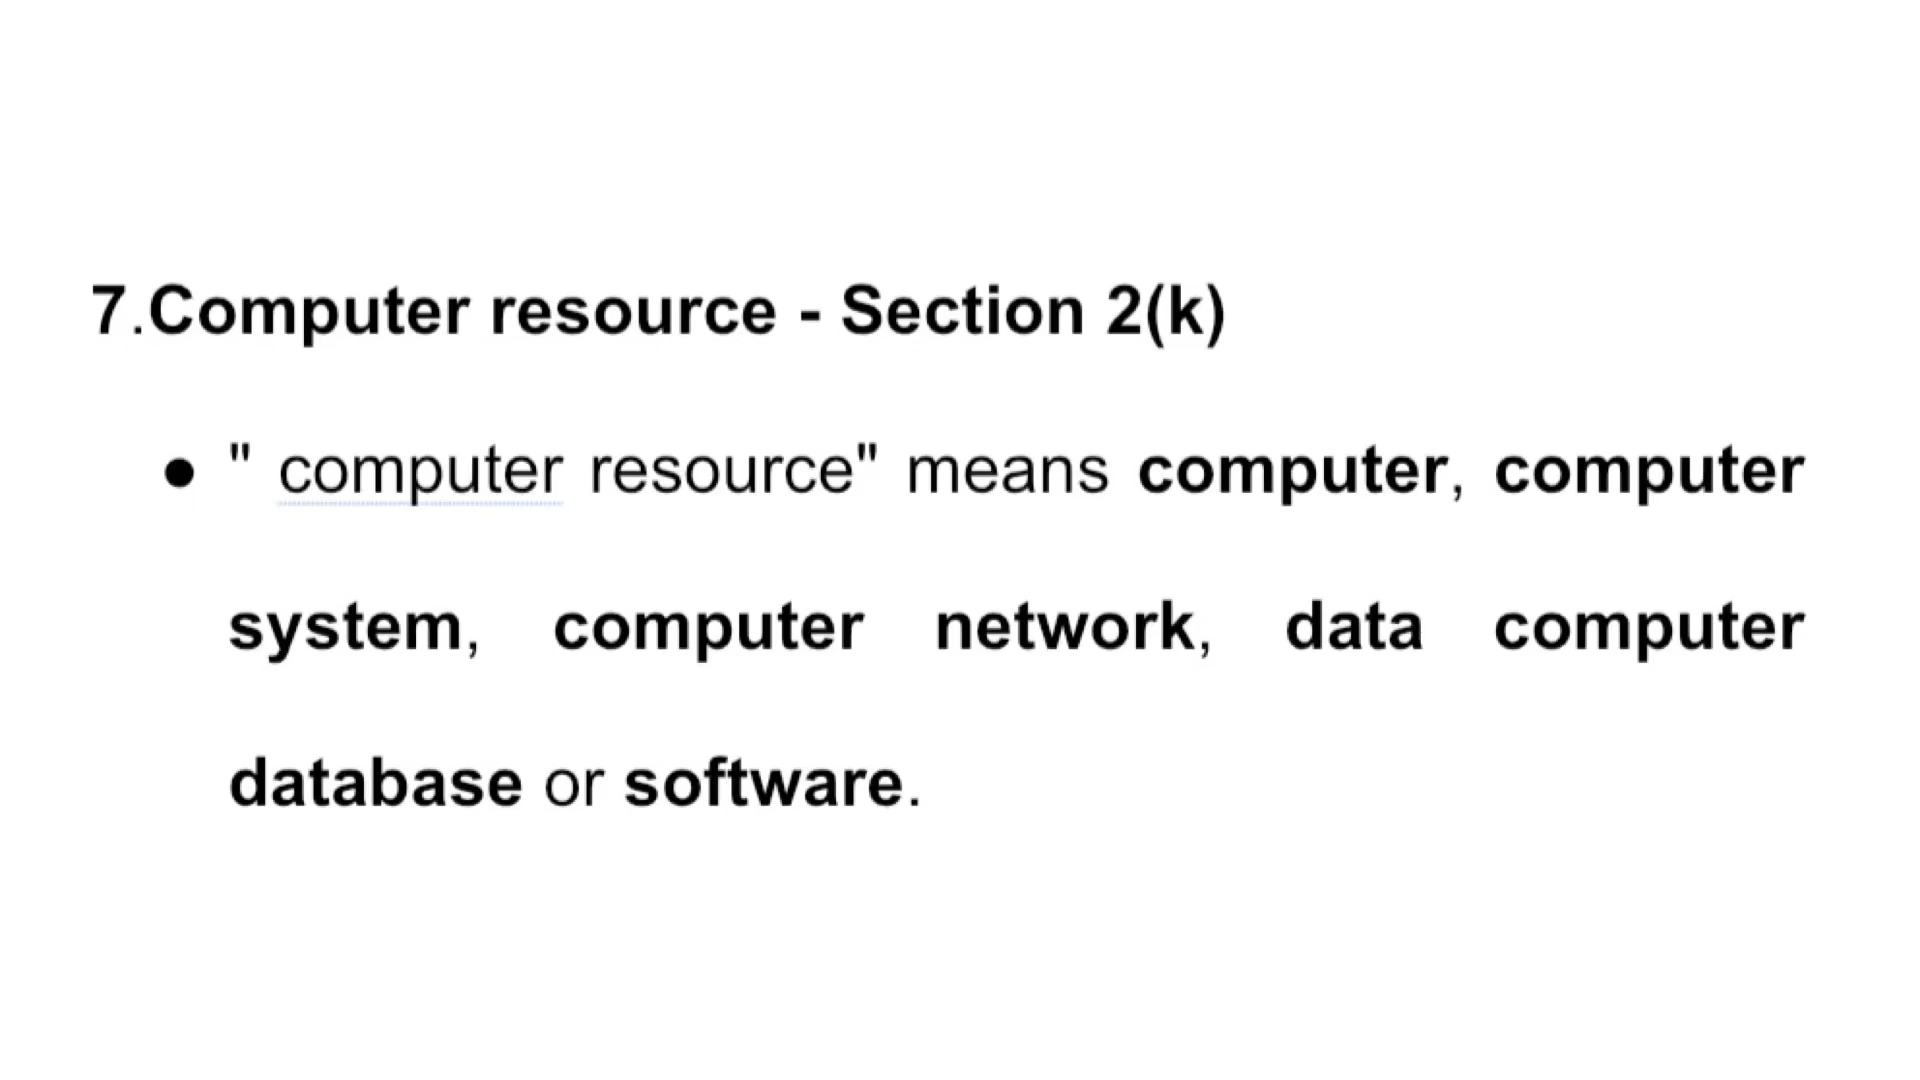 7.Computer resource - Section 2(k)
● " computer resource" means computer, computer
system, computer network, data computer
database or software.